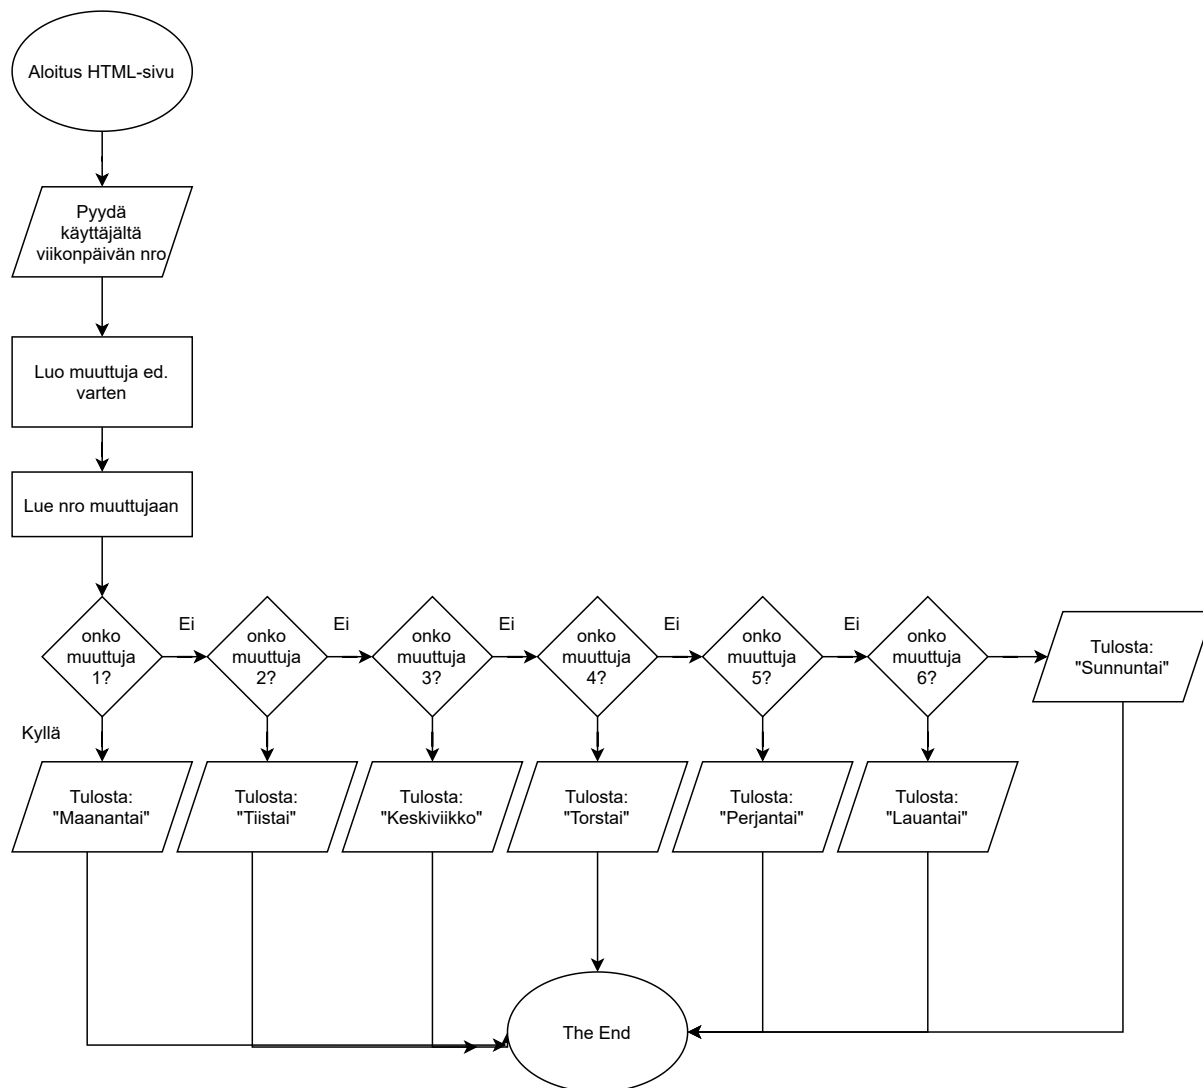 Aloitus HTML-sivu
Pyydä
käyttäjältä
viikonpäivän nro
Luo muuttuja ed.
varten
Lue nro muuttujaan
onko
muuttuja
1?
Ei
onko
muuttuja
2?
Ei
onko
muuttuja
3?
Ei
onko
muuttuja
4?
Ei
onko
muuttuja
5?
Ei
onko
muuttuja
6?
Tulosta:
"Sunnuntai"
Kyllä
Tulosta:
"Maanantai"
Tulosta:
"Tiistai"
Tulosta:
"Keskiviikko"
Tulosta:
"Torstai"
Tulosta:
"Perjantai"
Tulosta:
"Lauantai"
The End